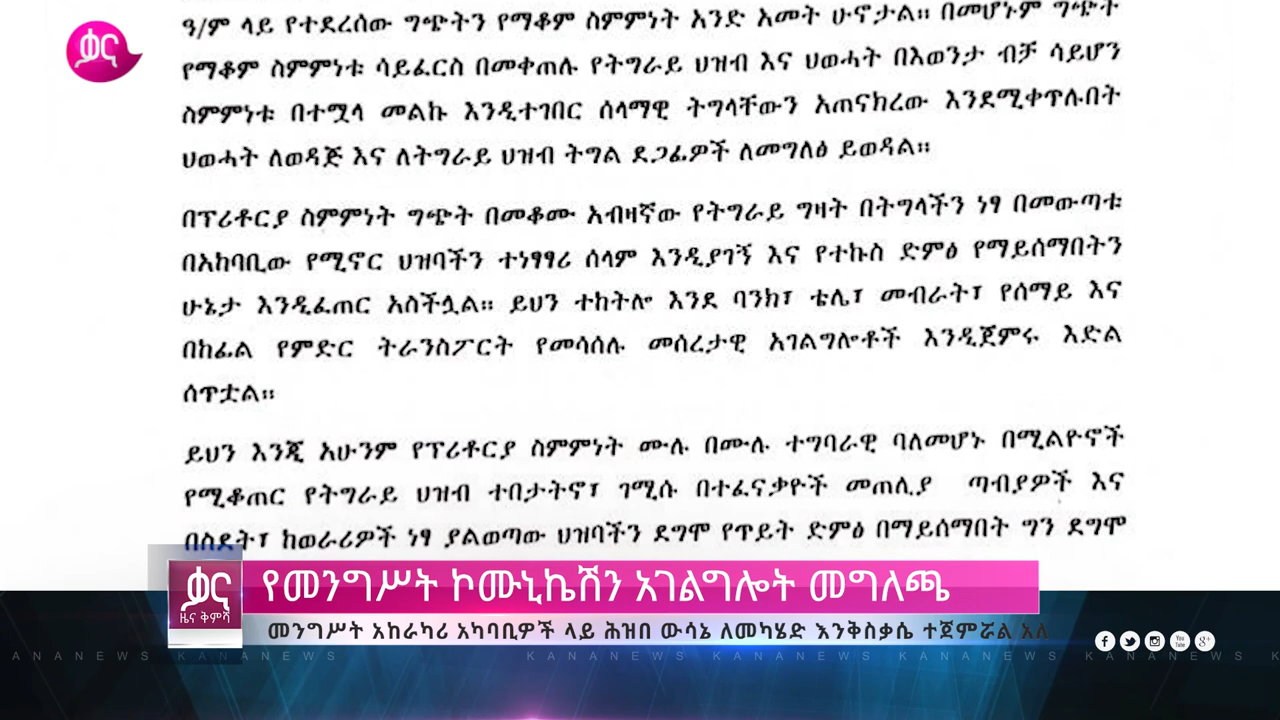 ዓ/ም ላይ የተደረሰው ግጭትን የማቆም ስምምነት አንድ አመት ሁኖታል። በመሆኑም ግጭት
የማቆም ስምምነቱ ሳይፈርስ በመቀጠሉ የትግራይ ህዝብ እና ህወሓት በእወንታ ብቻ ሳይሆን
ስምምነቱ በተሟላ መልኩ እንዲተገበር ሰላማዊ ትግላቸውን አጠናክረው እንደሚቀጥሉበት
ህወሓት ለወዳጅ እና ለትግራይ ህዝብ ትግል ደጋፊዎች ለመግለፅ ይወዳል።
በፕሪቶርያ ስምምነት ግጭት በመቆሙ አብዛኛው የትግራይ ግዛት በትግላችን ነፃ በመውጣቱ
በአከባቢው የሚኖር ህዝባችን ተነፃፃሪ ሰላም እንዲያገኝ እና የተኩስ ድምፅ የማይሰማበትን
ሁኔታ እንዲፈጠር አስችሏል። ይህን ተከትሎ እንደ ባንክ፣ ቴሌ፣ መብራት፣ የሰማይ እና
በከፊል የምድር ትራንስፖርት የመሳሰሉ መሰረታዊ አገልግሎቶች እንዲጀምሩ እድል
ሰጥቷል።
ይህን እንጂ አሁንም የፕሪቶርያ ስምምነት ሙሉ በሙሉ ተግባራዊ ባለመሆኑ በሚልዮኖች
የሚቆጠር የትግራይ ህዝብ ተበታትኖ፣ ገሚሱ በተፈናቃዮች መጠሊያ ጣብያዎች እና
በስደት፣ ከወራሪዎች ነፃ ያልወጣው ህዝባችን ደግሞ የጥይት ድምፅ በማይሰማበት ግን ደግሞ
ቃና
ቃና
ዜና ቅምሻ
የመንግሥት ኮሙኒኬሽን አገልግሎት መግለጫ
መንግሥት አከራካሪ አካባቢዎች ላይ ሕዝበ ውሳኔ ለመካሄድ እንቅስቃሴ ተጀምሯል አለ
ANANEWS KANANEWS KANANEWS KANANEWS KANANEWS KANANEWS K
You Tube
g+